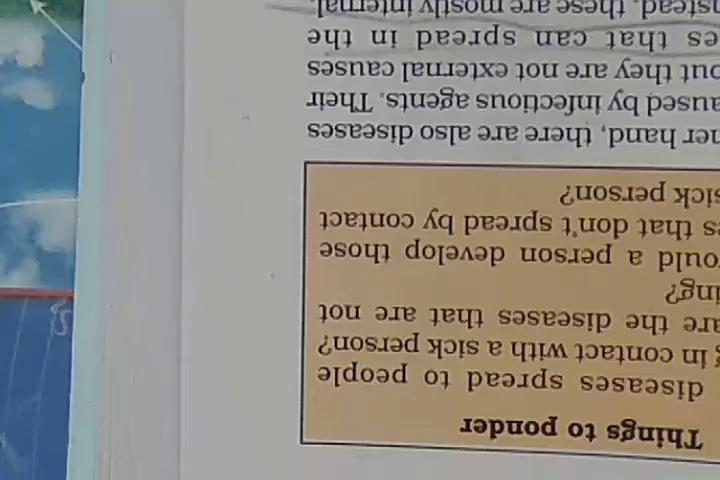 Things to ponder
diseases spread to people
in contact with a sick person?
are the diseases that are not
a person develop those
that don't spread by contact
sick person?
hand, there are also diseases
by infectious agents. Their
but they are not external causes
that can spread in the
these are mostly internal.